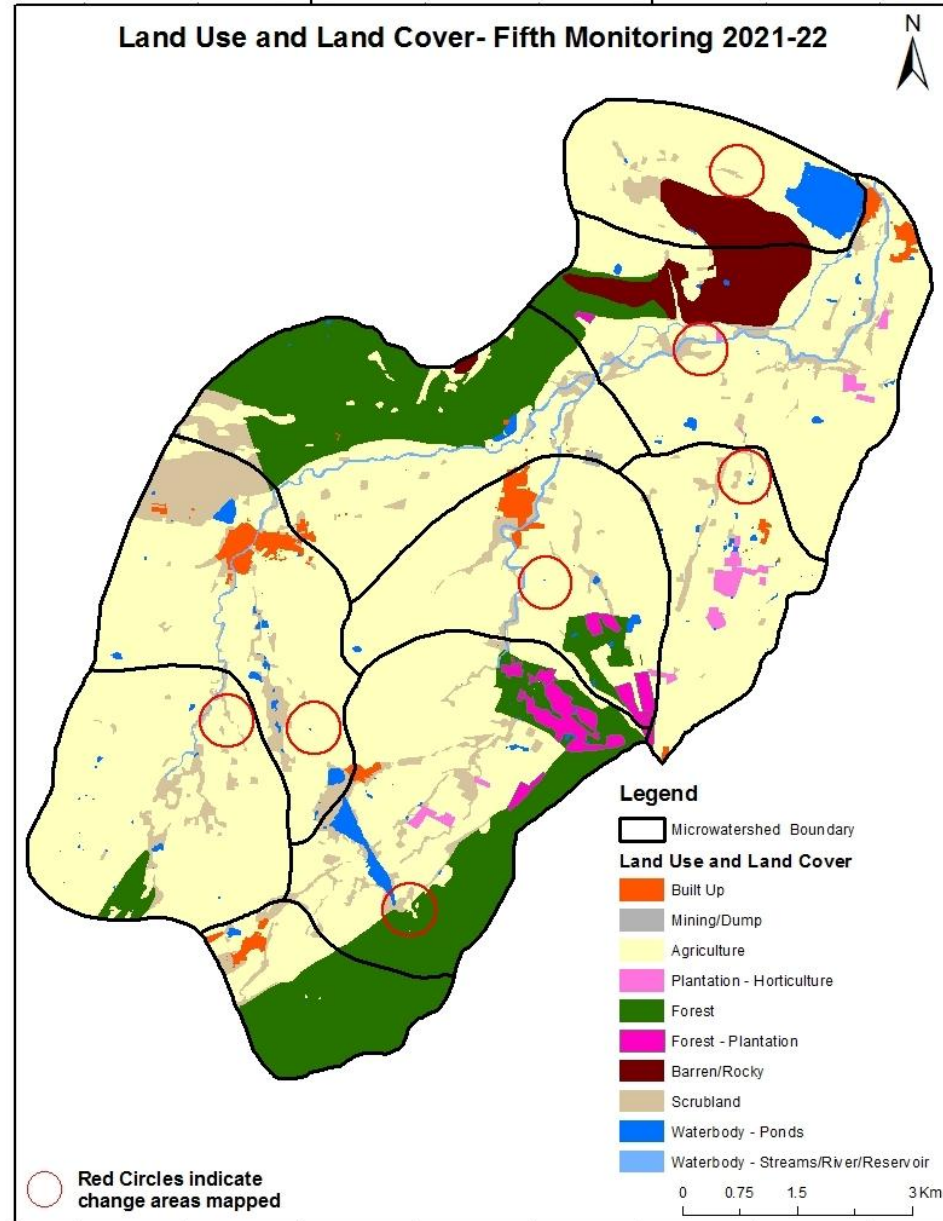 Land Use and Land Cover- Fifth Monitoring 2021-22
N
Legend
Microwatershed Boundary
Land Use and Land Cover
Built Up
Mining/Dump
Agriculture
Plantation - Horticulture
Forest
Forest - Plantation
Barren/Rocky
Scrubland
Waterbody - Ponds
Waterbody - Streams/River/Reservoir
Red Circles indicate
change areas mapped
0 0.75 1.5 3 Km